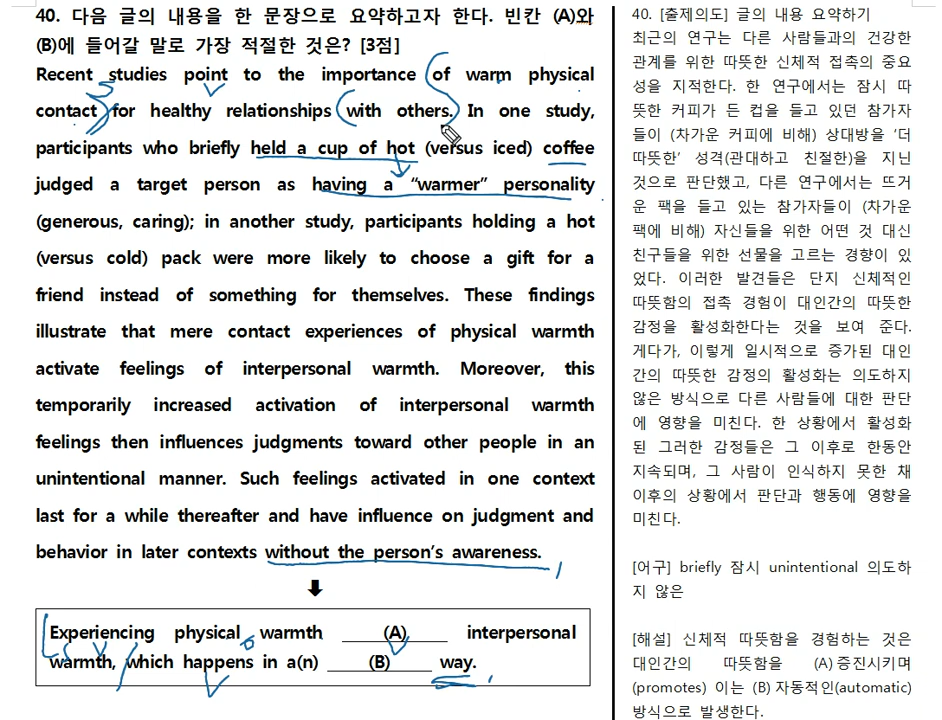 40. 다음 글의 내용을 한 문장으로 요약하고자 한다. 빈칸 (A)와
(B)에 들어갈 말로 가장 적절한 것은? [3점]
Recent studies point to the importance of warm physical
contact for healthy relationships with others. In one study,
participants who briefly held a cup of hot (versus iced) coffee
judged a target person as having a “warmer” personality
(generous, caring); in another study, participants holding a hot
(versus cold) pack were more likely to choose a gift for a
friend instead of something for themselves. These findings
illustrate that mere contact experiences of physical warmth
activate feelings of interpersonal warmth. Moreover, this
temporarily increased activation of interpersonal warmth
feelings then influences judgments toward other people in an
unintentional manner. Such feelings activated in one context
last for a while thereafter and have influence on judgment and
behavior in later contexts without the person’s awareness.
Experiencing physical warmth ______(A)______ interpersonal
warmth, which happens in a(n) ______(B)______ way.
40. [출제의도] 글의 내용 요약하기
최근의 연구는 다른 사람들과의 건강한
관계를 위한 따뜻한 신체적 접촉의 중요
성을 지적한다. 한 연구에서는 잠시 따
뜻한 커피가 든 컵을 들고 있던 참가자
들이 (차가운 커피에 비해) 상대방을 ‘더
따뜻한’ 성격(관대하고 친절한)을 지닌
것으로 판단했고, 다른 연구에서는 뜨거
운 팩을 들고 있는 참가자들이 (차가운
팩에 비해) 자신들을 위한 어떤 것 대신
친구들을 위한 선물을 고르는 경향이 있
었다. 이러한 발견들은 단지 신체적인
따뜻함의 접촉 경험이 대인간의 따뜻한
감정을 활성화한다는 것을 보여 준다.
게다가, 이렇게 일시적으로 증가된 대인
간의 따뜻한 감정의 활성화는 의도하지
않은 방식으로 다른 사람들에 대한 판단
에 영향을 미친다. 한 상황에서 활성화
된 그러한 감정들은 그 이후로 한동안
지속되며, 그 사람이 인식하지 못한 채
이후의 상황에서 판단과 행동에 영향을
미친다.
[어구] briefly 잠시 unintentional 의도하
지 않은
[해설] 신체적 따뜻함을 경험하는 것은
대인간의 따뜻함을 (A)증진시키며
(promotes) 이는 (B)자동적인(automatic)
방식으로 발생한다.